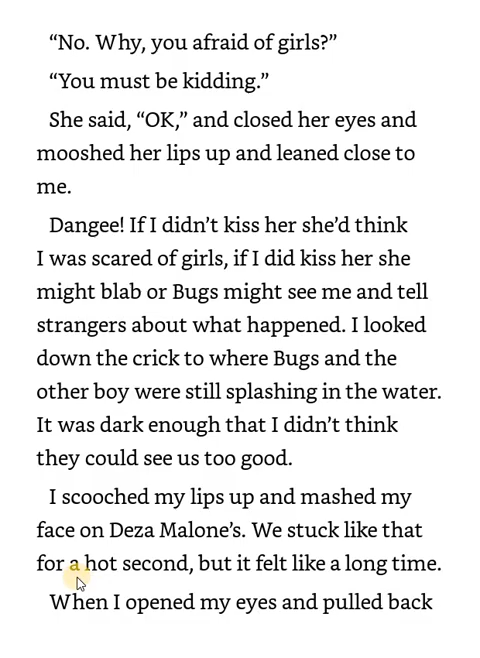 “No. Why, you afraid of girls?”
“You must be kidding.”
She said, “OK,” and closed her eyes and
mooshed her lips up and leaned close to
me.
Dangee! If I didn’t kiss her she’d think
I was scared of girls, if I did kiss her she
might blab or Bugs might see me and tell
strangers about what happened. I looked
down the crick to where Bugs and the
other boy were still splashing in the water.
It was dark enough that I didn’t think
they could see us too good.
I scooched my lips up and mashed my
face on Deza Malone’s. We stuck like that
for a hot second, but it felt like a long time.
When I opened my eyes and pulled back